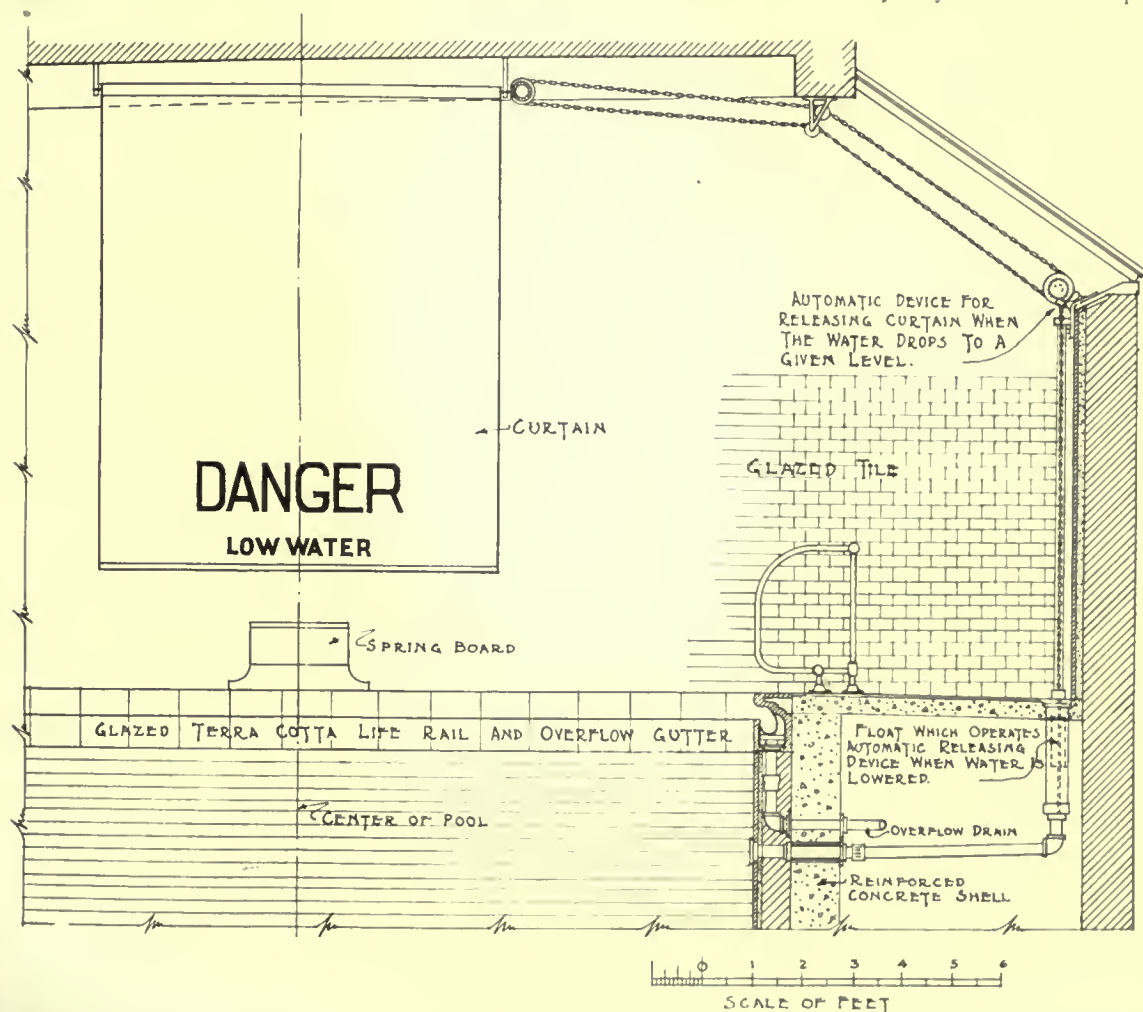 AUTOMATIC DEVICE FOR
RELEASING CURTAIN WHEN
THE WATER DROPS TO A
GIVEN LEVEL.
CURTAIN
DANGER
LOW WATER
GLAZED TILE
SPRING BOARD
GLAZED TERRA COTTA LIFE RAIL AND OVERFLOW GUTTER
FLOAT WHICH OPERATES
AUTOMATIC RELEASING
DEVICE WHEN WATER IS
LOWERED.
CENTER OF POOL
OVERFLOW DRAIN
REINFORCED
CONCRETE SHELL
0 1 2 3 4 5 6
SCALE OF FEET